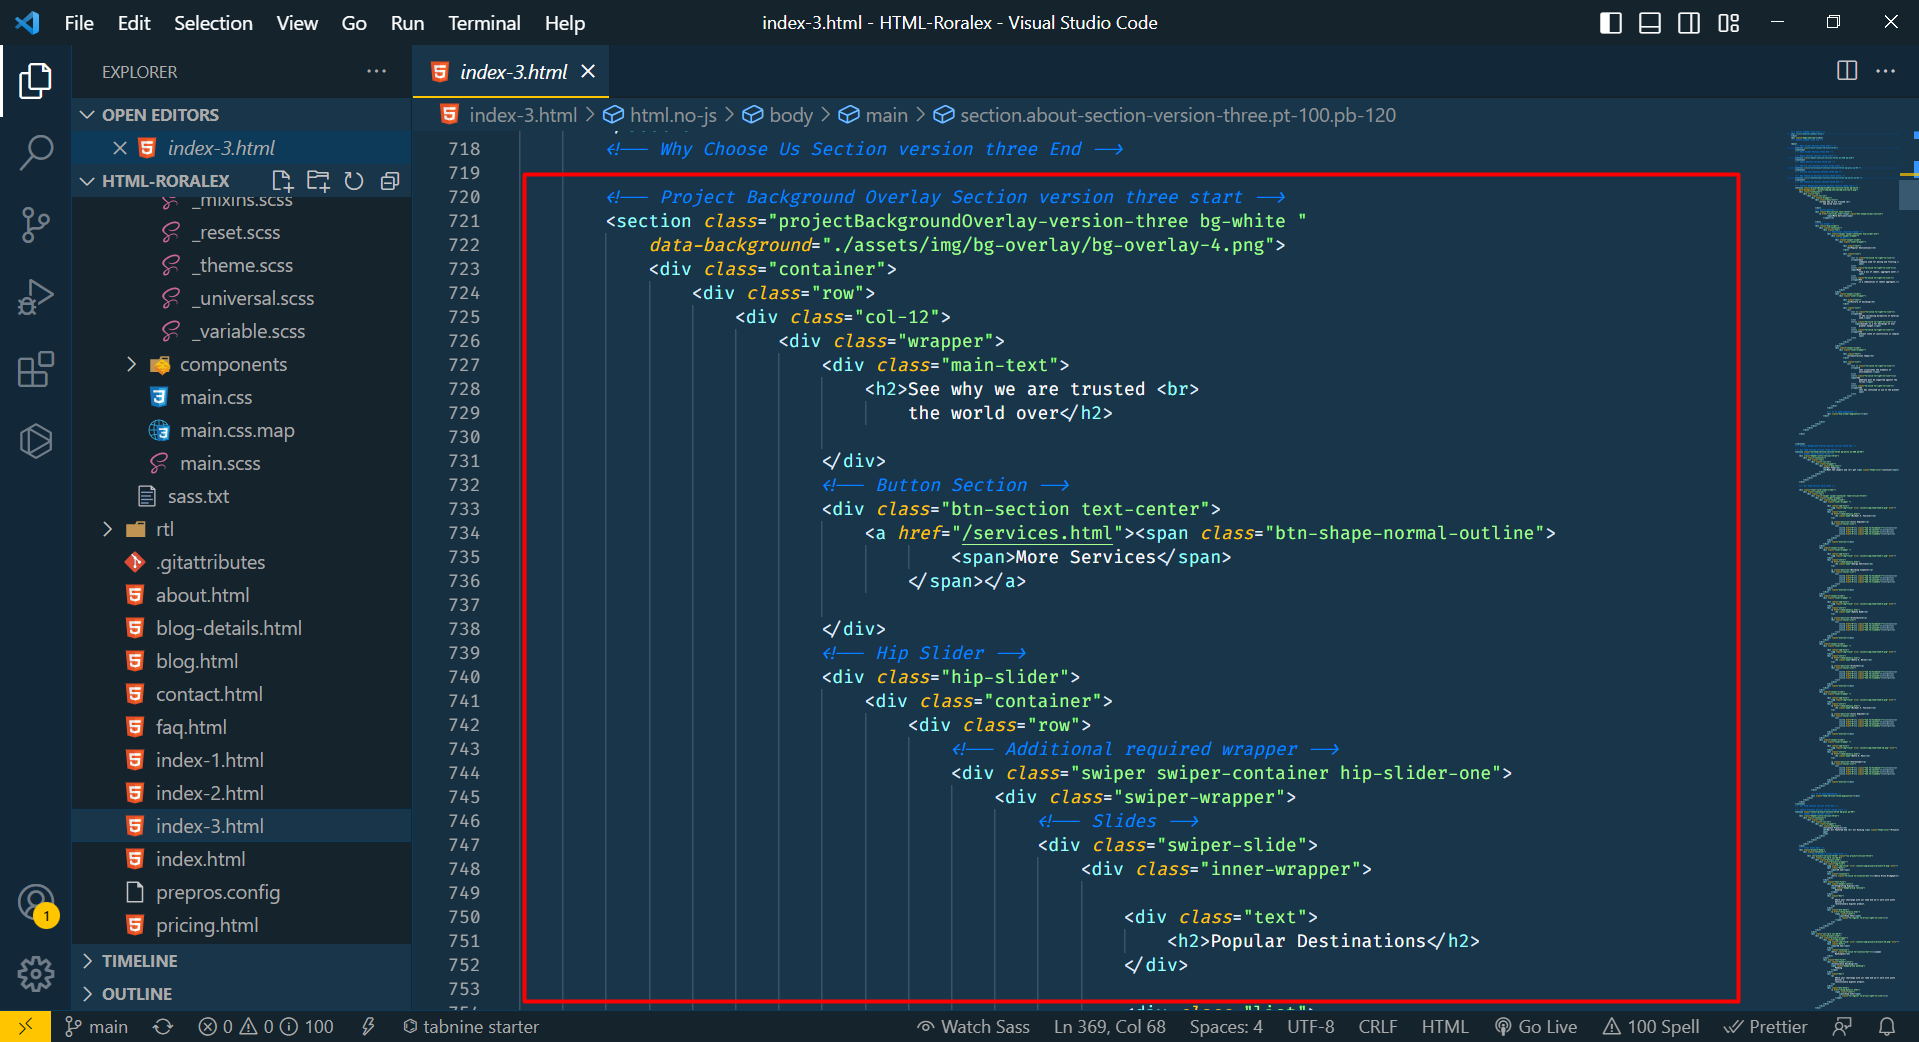 File Edit Selection View Go Run Terminal Help
index-3.html - HTML-Roralex - Visual Studio Code
EXPLORER
OPEN EDITORS
index-3.html
HTML-RORALEX
_mixins.scss
_reset.scss
_theme.scss
_universal.scss
_variable.scss
components
main.css
main.css.map
main.scss
sass.txt
rtl
.gitattributes
about.html
blog-details.html
blog.html
contact.html
faq.html
index-1.html
index-2.html
index-3.html
index.html
prepros.config
pricing.html
TIMELINE
OUTLINE
1
index-3.html
index-3.html > html.no-js > body > main > section.about-section-version-three.pt-100.pb-120
718 <!-- Why Choose Us Section version three End -->
719
720 <!-- Project Background Overlay Section version three start -->
721 <section class="projectBackgroundOverlay-version-three bg-white "
722 data-background="./assets/img/bg-overlay/bg-overlay-4.png">
723 <div class="container">
724 <div class="row">
725 <div class="col-12">
726 <div class="wrapper">
727 <div class="main-text">
728 <h2>See why we are trusted <br>
729 the world over</h2>
730
731 </div>
732 <!-- Button Section -->
733 <div class="btn-section text-center">
734 <a href="/services.html"><span class="btn-shape-normal-outline">
735 <span>More Services</span>
736 </span></a>
737
738 </div>
739 <!-- Hip Slider -->
740 <div class="hip-slider">
741 <div class="container">
742 <div class="row">
743 <!-- Additional required wrapper -->
744 <div class="swiper swiper-container hip-slider-one">
745 <div class="swiper-wrapper">
746 <!-- Slides -->
747 <div class="swiper-slide">
748 <div class="inner-wrapper">
749
750 <div class="text">
751 <h2>Popular Destinations</h2>
752 </div>
753
main 0 0 100 tabnine starter Watch Sass Ln 369, Col 68 Spaces: 4 UTF-8 CRLF HTML Go Live 100 Spell Prettier